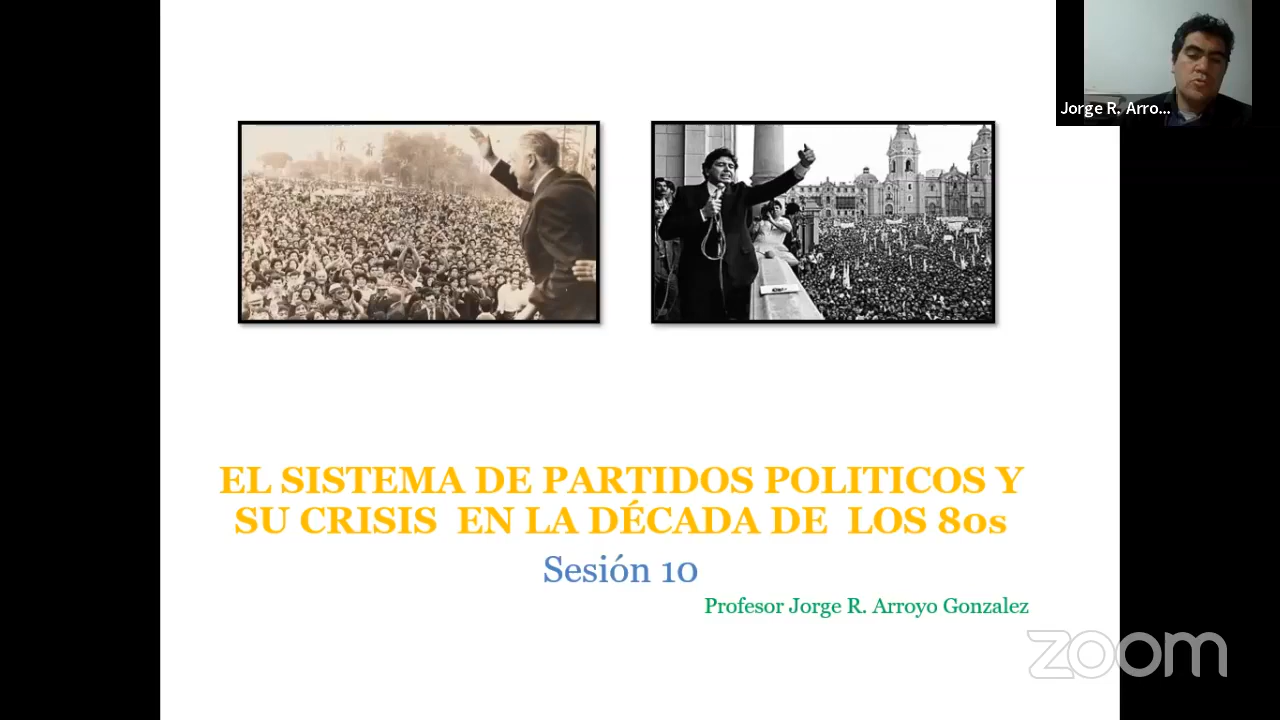 Jorge R. Arro...
EL SISTEMA DE PARTIDOS POLITICOS Y
SU CRISIS EN LA DÉCADA DE LOS 80s
Sesión 10
Profesor Jorge R. Arroyo Gonzalez
zoom